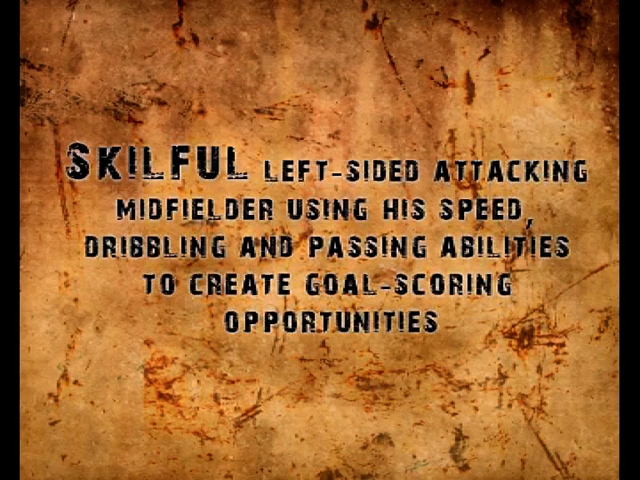 SKILFUL LEFT-SIDED ATTACKING
MIDFIELDER USING HIS SPEED,
DRIBBLING AND PASSING ABILITIES
TO CREATE GOAL-SCORING
OPPORTUNITIES